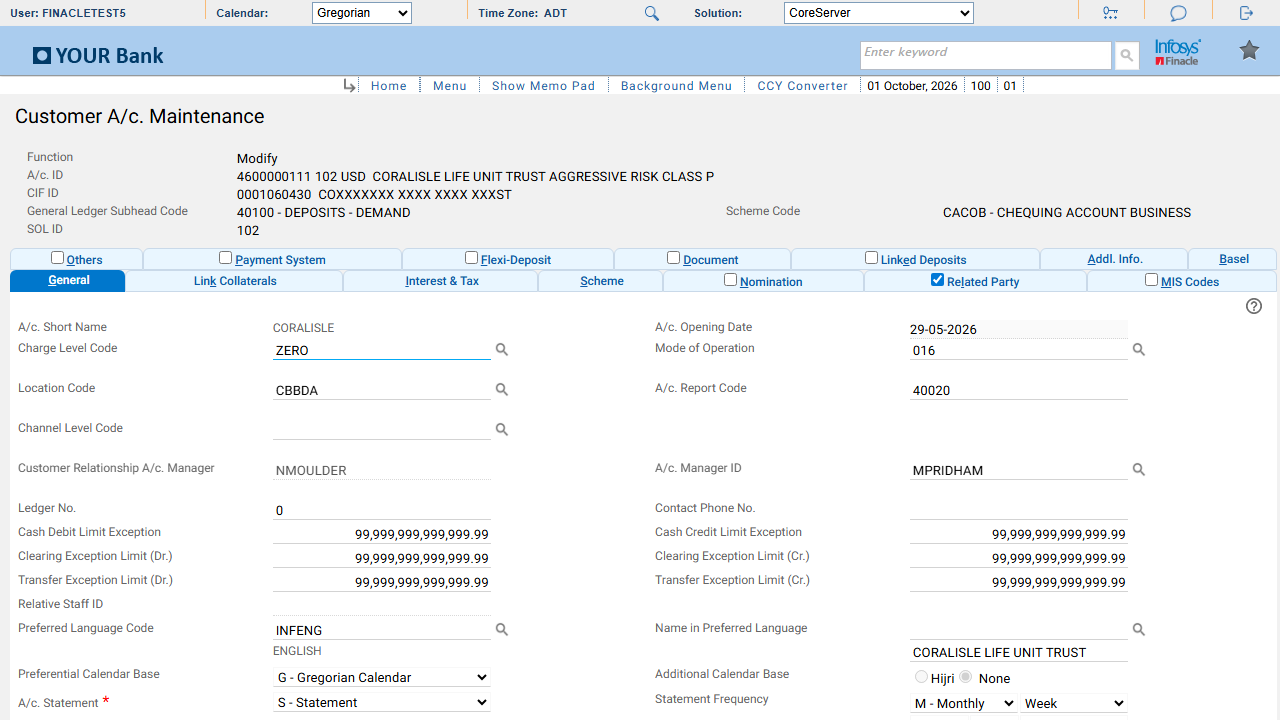 User: FINACLETEST5 Calendar: Gregorian Time Zone: ADT Solution: CoreServer
YOUR Bank Enter keyword Infosys Finacle
Home Menu Show Memo Pad Background Menu CCY Converter 01 October, 2026 100 01
Customer A/c. Maintenance
Function Modify
A/c. ID 4600000111 102 USD CORALISLE LIFE UNIT TRUST AGGRESSIVE RISK CLASS P
CIF ID 0001060430 COXXXXXXX XXXX XXXX XXXST
General Ledger Subhead Code 40100 - DEPOSITS - DEMAND Scheme Code CACOB - CHEQUING ACCOUNT BUSINESS
SOL ID 102
Others Payment System Flexi-Deposit Document Linked Deposits Addl. Info. Basel
General Link Collaterals Interest & Tax Scheme Nomination Related Party MIS Codes
A/c. Short Name CORALISLE A/c. Opening Date 29-05-2026
Charge Level Code ZERO Mode of Operation 016
Location Code CBBDA A/c. Report Code 40020
Channel Level Code
Customer Relationship A/c. Manager NMOULDER A/c. Manager ID MPRIDHAM
Ledger No. 0 Contact Phone No.
Cash Debit Limit Exception 99,999,999,999,999.99 Cash Credit Limit Exception 99,999,999,999,999.99
Clearing Exception Limit (Dr.) 99,999,999,999,999.99 Clearing Exception Limit (Cr.) 99,999,999,999,999.99
Transfer Exception Limit (Dr.) 99,999,999,999,999.99 Transfer Exception Limit (Cr.) 99,999,999,999,999.99
Relative Staff ID
Preferred Language Code INFENG Name in Preferred Language
ENGLISH CORALISLE LIFE UNIT TRUST
Preferential Calendar Base G - Gregorian Calendar Additional Calendar Base Hijri None
A/c. Statement * S - Statement Statement Frequency M - Monthly Week